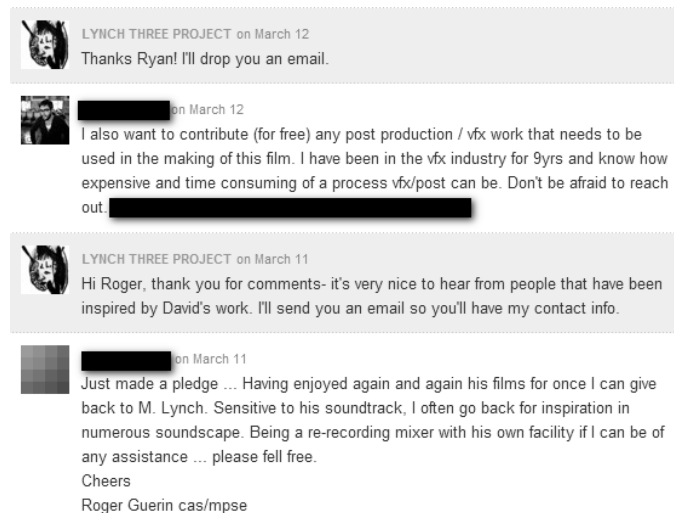 LYNCH THREE PROJECT on March 12
Thanks Ryan! I'll drop you an email.
on March 12
I also want to contribute (for free) any post production / vfx work that needs to be
used in the making of this film. I have been in the vfx industry for 9yrs and know how
expensive and time consuming of a process vfx/post can be. Don't be afraid to reach
out.
LYNCH THREE PROJECT on March 11
Hi Roger, thank you for comments- it's very nice to hear from people that have been
inspired by David's work. I'll send you an email so you'll have my contact info.
on March 11
Just made a pledge ... Having enjoyed again and again his films for once I can give
back to M. Lynch. Sensitive to his soundtrack, I often go back for inspiration in
numerous soundscape. Being a re-recording mixer with his own facility if I can be of
any assistance ... please fell free.
Cheers
Roger Guerin cas/mpse